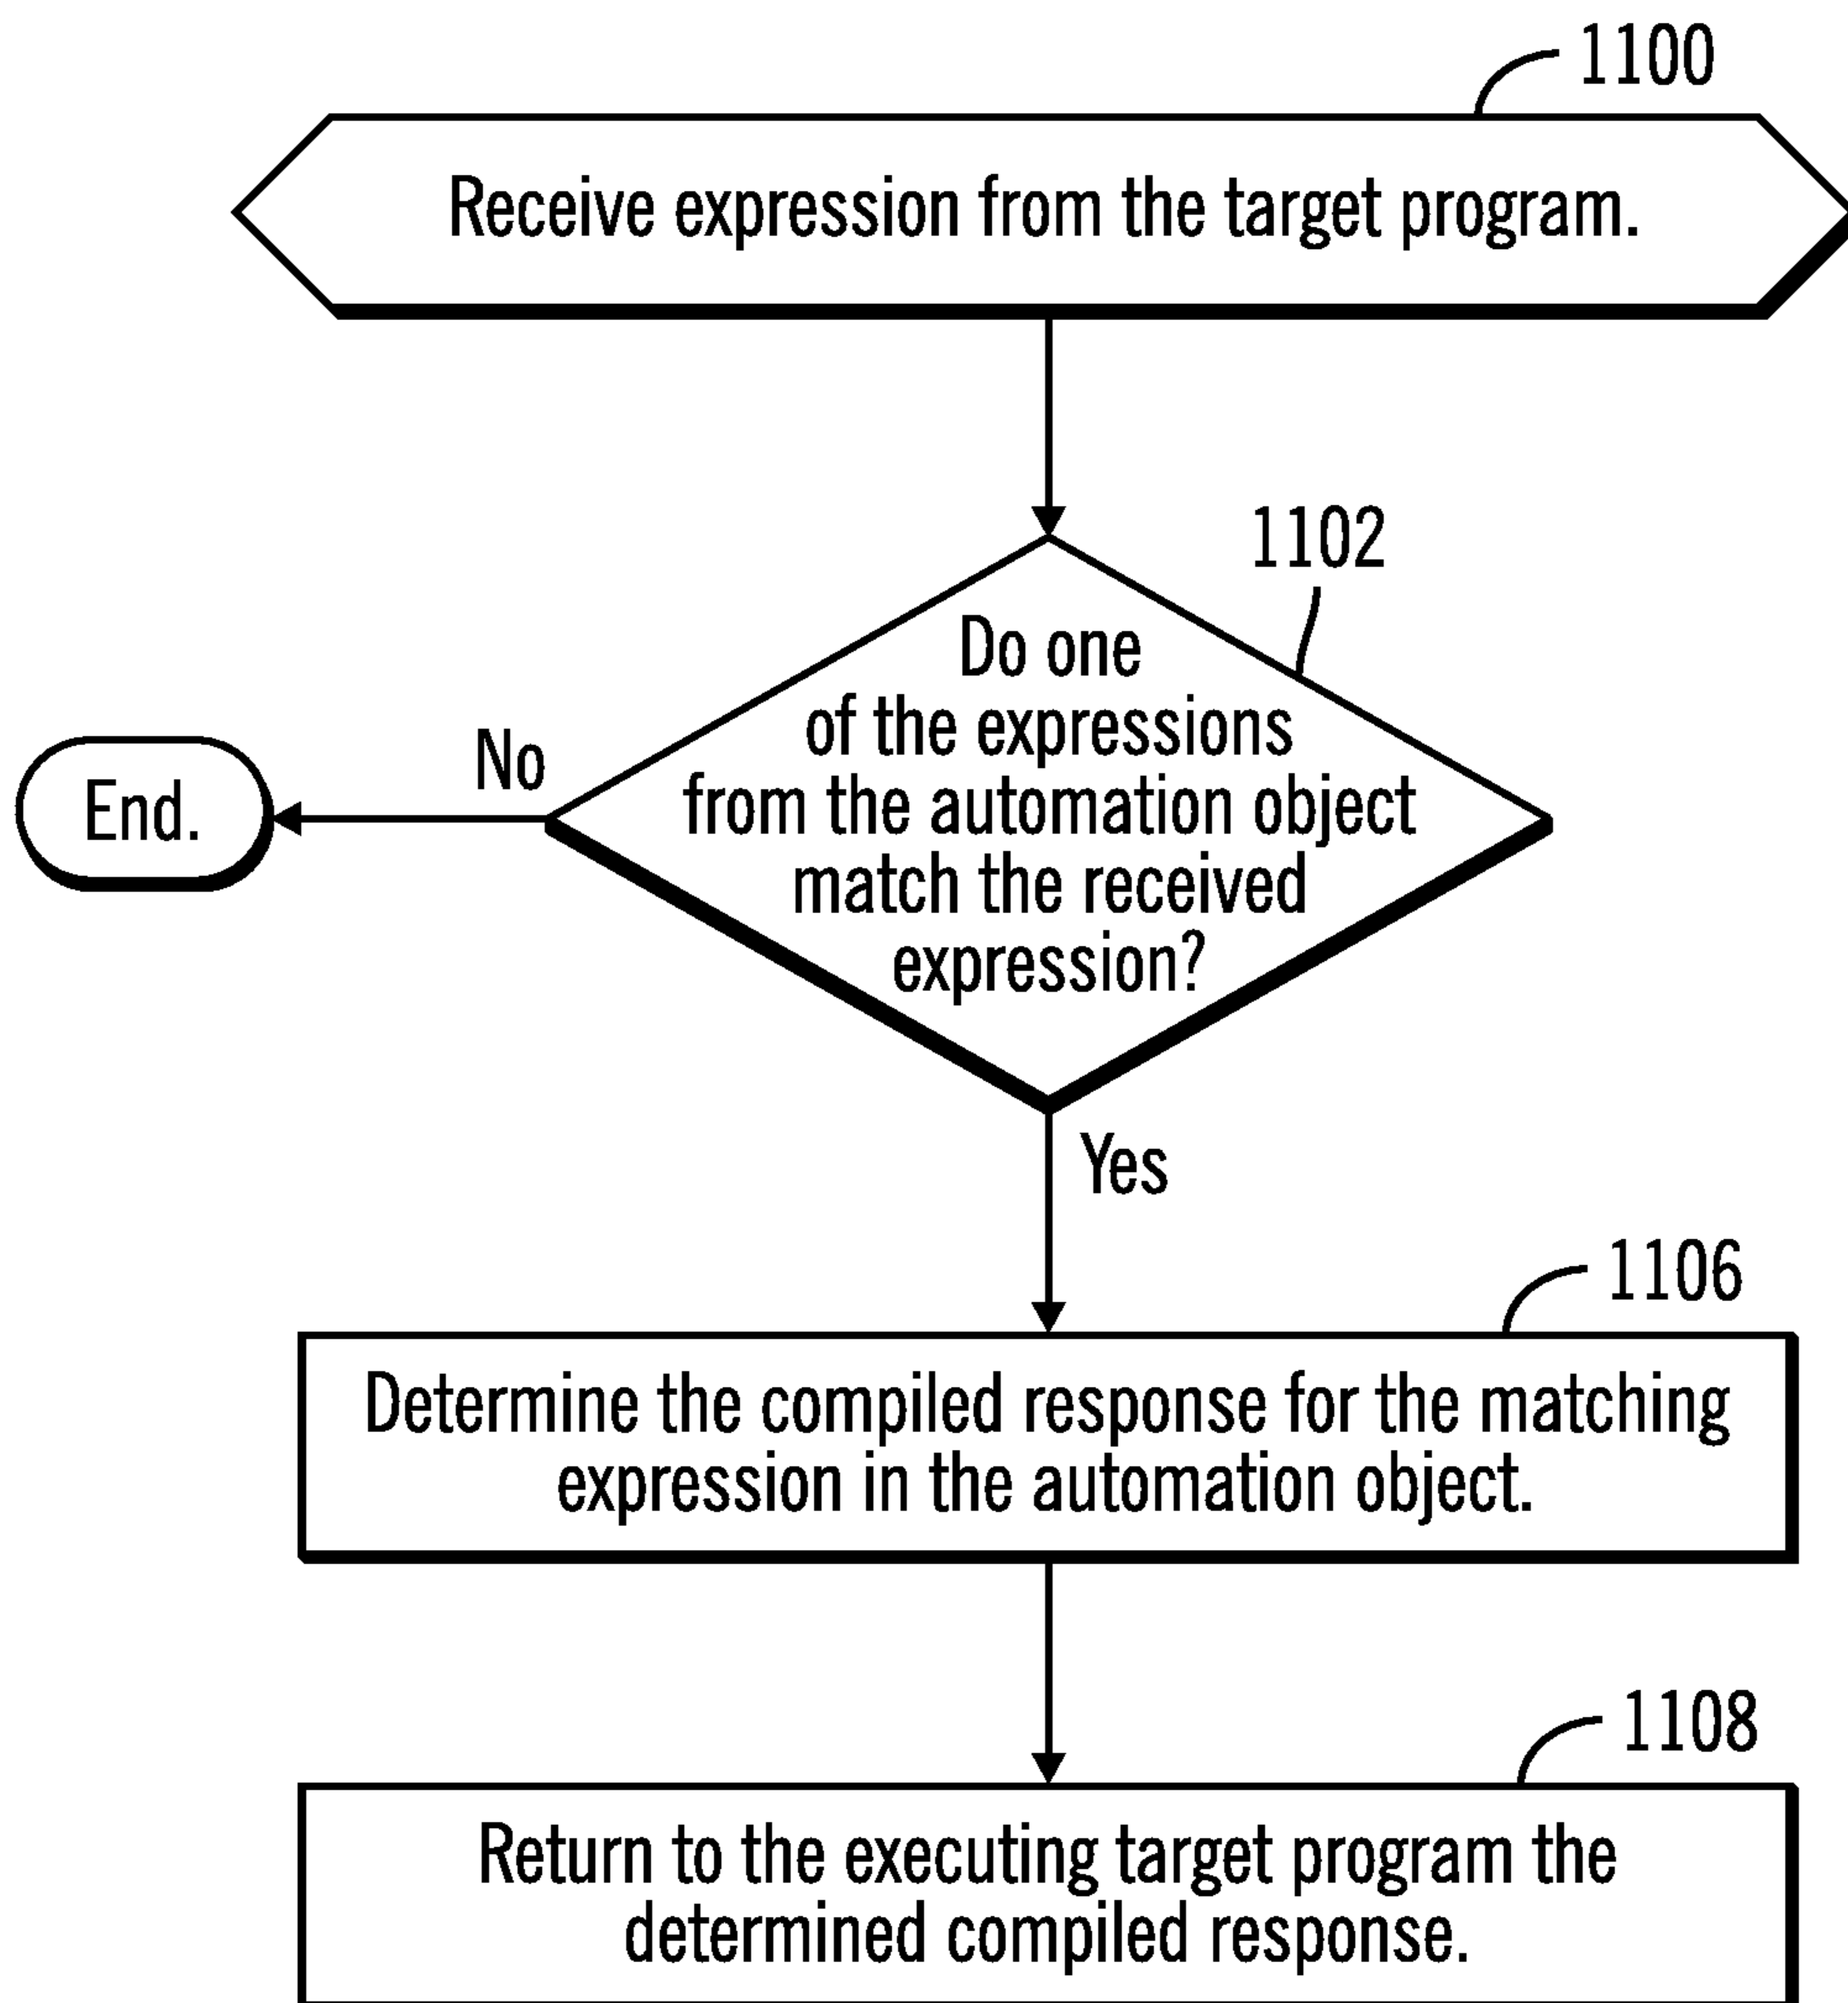 1100
Receive expression from the target program.
1102
Do one
of the expressions
from the automation object
match the received
expression?
No
End.
Yes
1106
Determine the compiled response for the matching
expression in the automation object.
1108
Return to the executing target program the
determined compiled response.